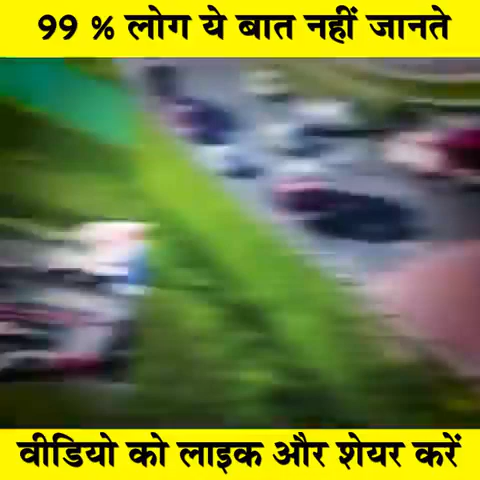 99 % लोग ये बात नहीं जानते
वीडियो को लाइक और शेयर करें